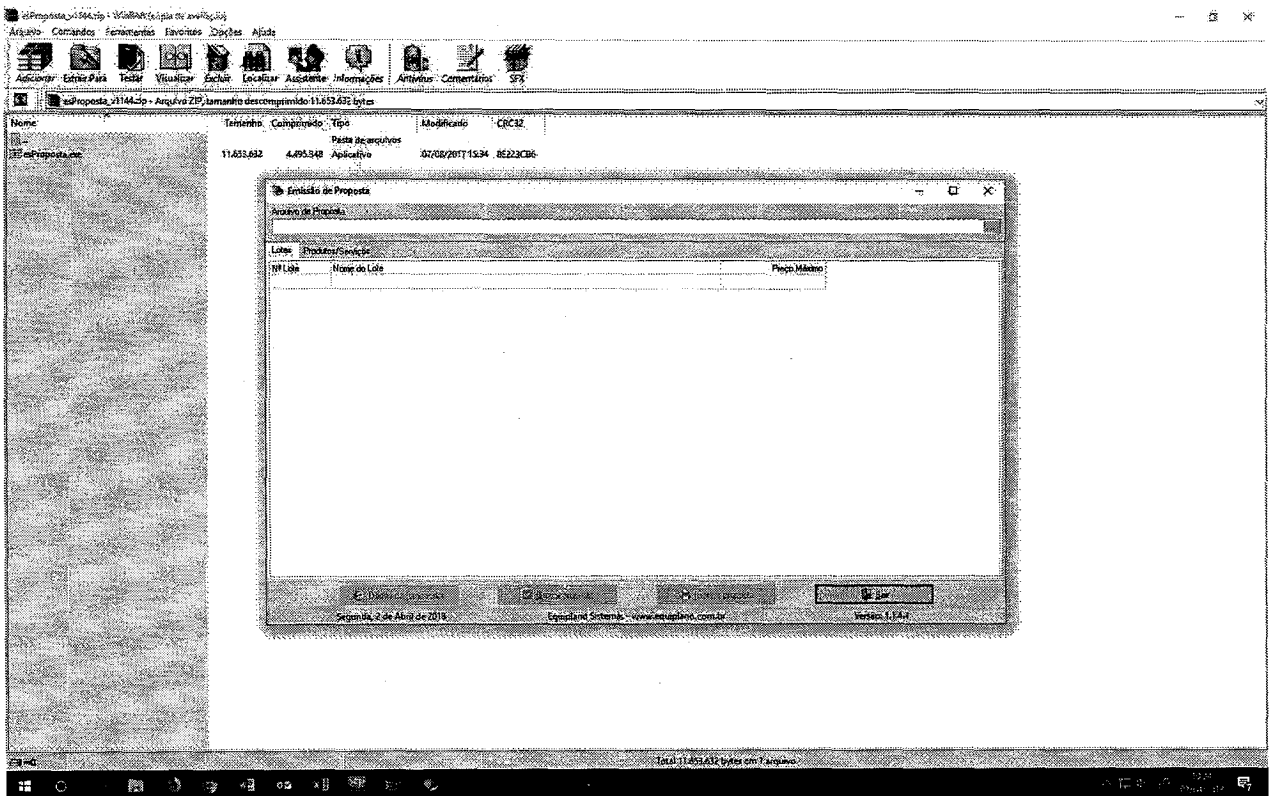 esProposta_v1144.zip - WinRAR (cópia de avaliação)
Arquivo Comandos Ferramentas Favoritos Opções Ajuda
Adicionar Extrair Para Testar Visualizar Excluir Localizar Assistente Informações Antivírus Comentários SFX
esProposta_v1144.zip - Arquivo ZIP, tamanho descomprimido 11.653.632 bytes
Nome Tamanho Comprimido Tipo Modificado CRC32
.. Pasta de arquivos
esProposta.exe 11.653.632 4.495.348 Aplicativo 07/08/2017 15:34 8E223CB6
Emissão de Proposta
Arquivo de Proposta
Lotes Produtos/Serviços
Nº Lote Nome do Lote Preço Máximo
Segunda, 2 de Abril de 2018 Equiplano Sistemas - www.equiplano.com.br Versão: 1.1.4.4
Total 11.653.632 bytes em 1 arquivo